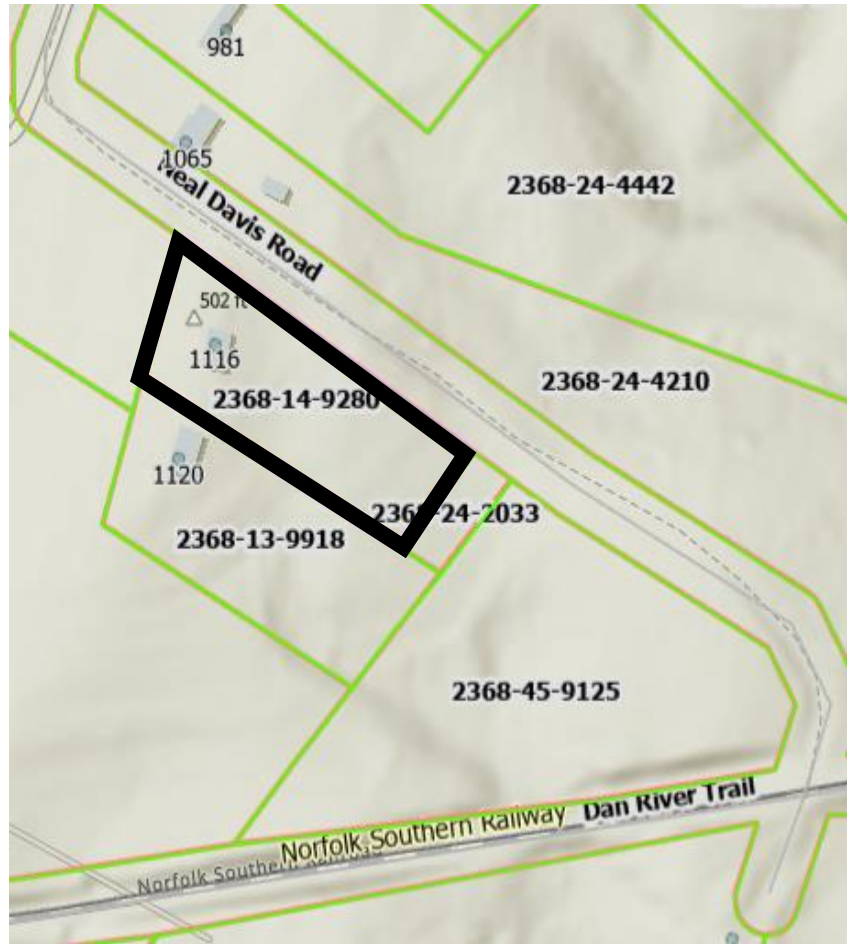 981
1065
Neal Davis Road
2368-24-4442
502 ft
1116
2368-14-9280
2368-24-4210
1120
2368-24-2033
2368-13-9918
2368-45-9125
Dan River Trail
Norfolk Southern Railway
Norfolk Southern